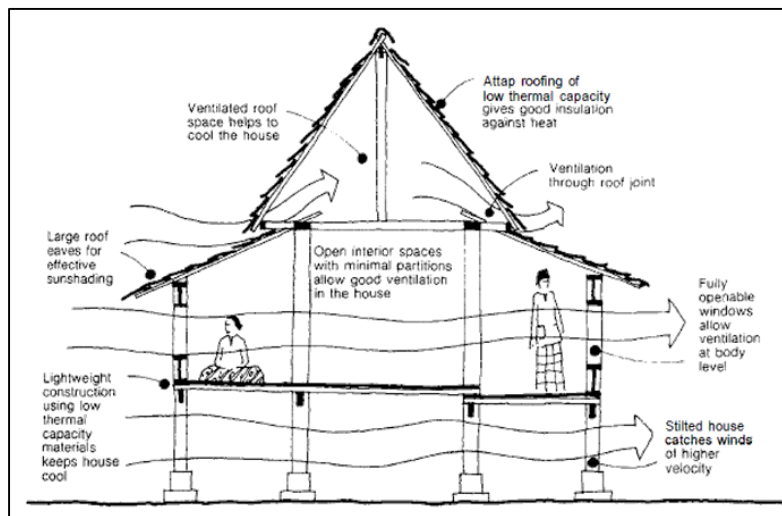 Ventilated roof
space helps to
cool the house
Attap roofing of
low thermal capacity
gives good insulation
against heat
Ventilation
through roof joint
Large roof
eaves for
effective
sunshading
Open interior spaces
with minimal partitions
allow good ventilation
in the house
Fully
openable
windows
allow
ventilation
at body
level
Lightweight
construction
using low
thermal
capacity
materials
keeps house
cool
Stilted house
catches winds
of higher
velocity